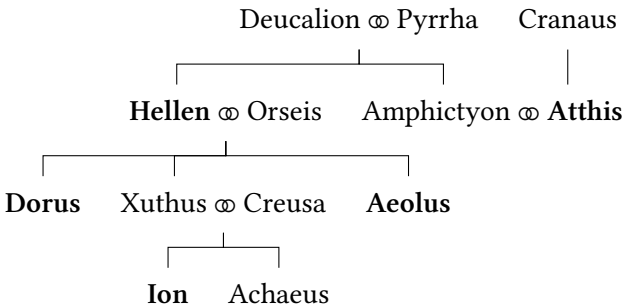 Deucalion ⚭ Pyrrha Cranaus
Hellen ⚭ Orseis Amphictyon ⚭ Atthis
Dorus Xuthus ⚭ Creusa Aeolus
Ion Achaeus